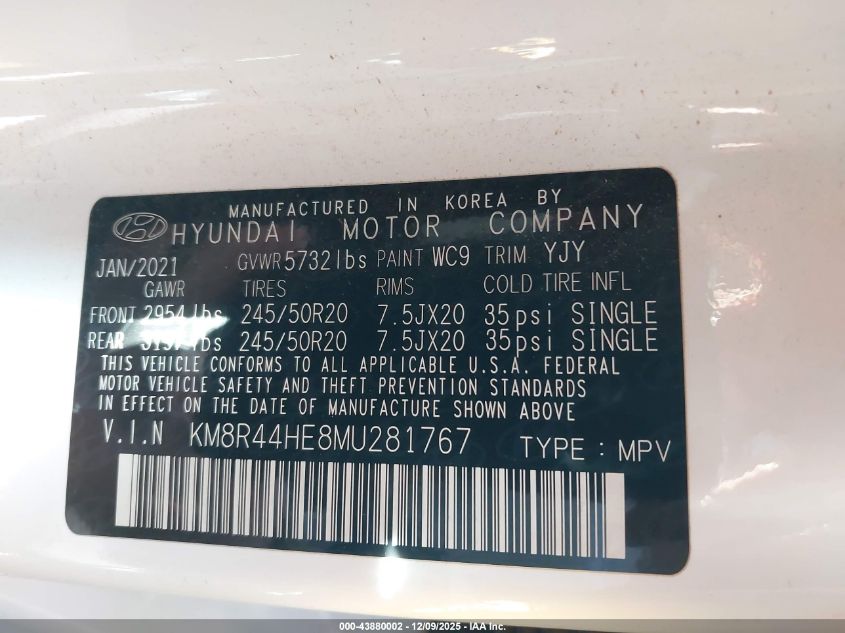 MANUFACTURED IN KOREA BY
HYUNDAI MOTOR COMPANY
JAN/2021 GVWR 5732lbs PAINT WC9 TRIM YJY
GAWR TIRES RIMS COLD TIRE INFL
FRONT 2954lbs 245/50R20 7.5JX20 35psi SINGLE
REAR 245/50R20 7.5JX20 35psi SINGLE
THIS VEHICLE CONFORMS TO ALL APPLICABLE U.S.A. FEDERAL
MOTOR VEHICLE SAFETY AND THEFT PREVENTION STANDARDS
IN EFFECT ON THE DATE OF MANUFACTURE SHOWN ABOVE
V.I.N KM8R44HE8MU281767 TYPE : MPV
000-43880002 - 12/09/2025 - IAA Inc.